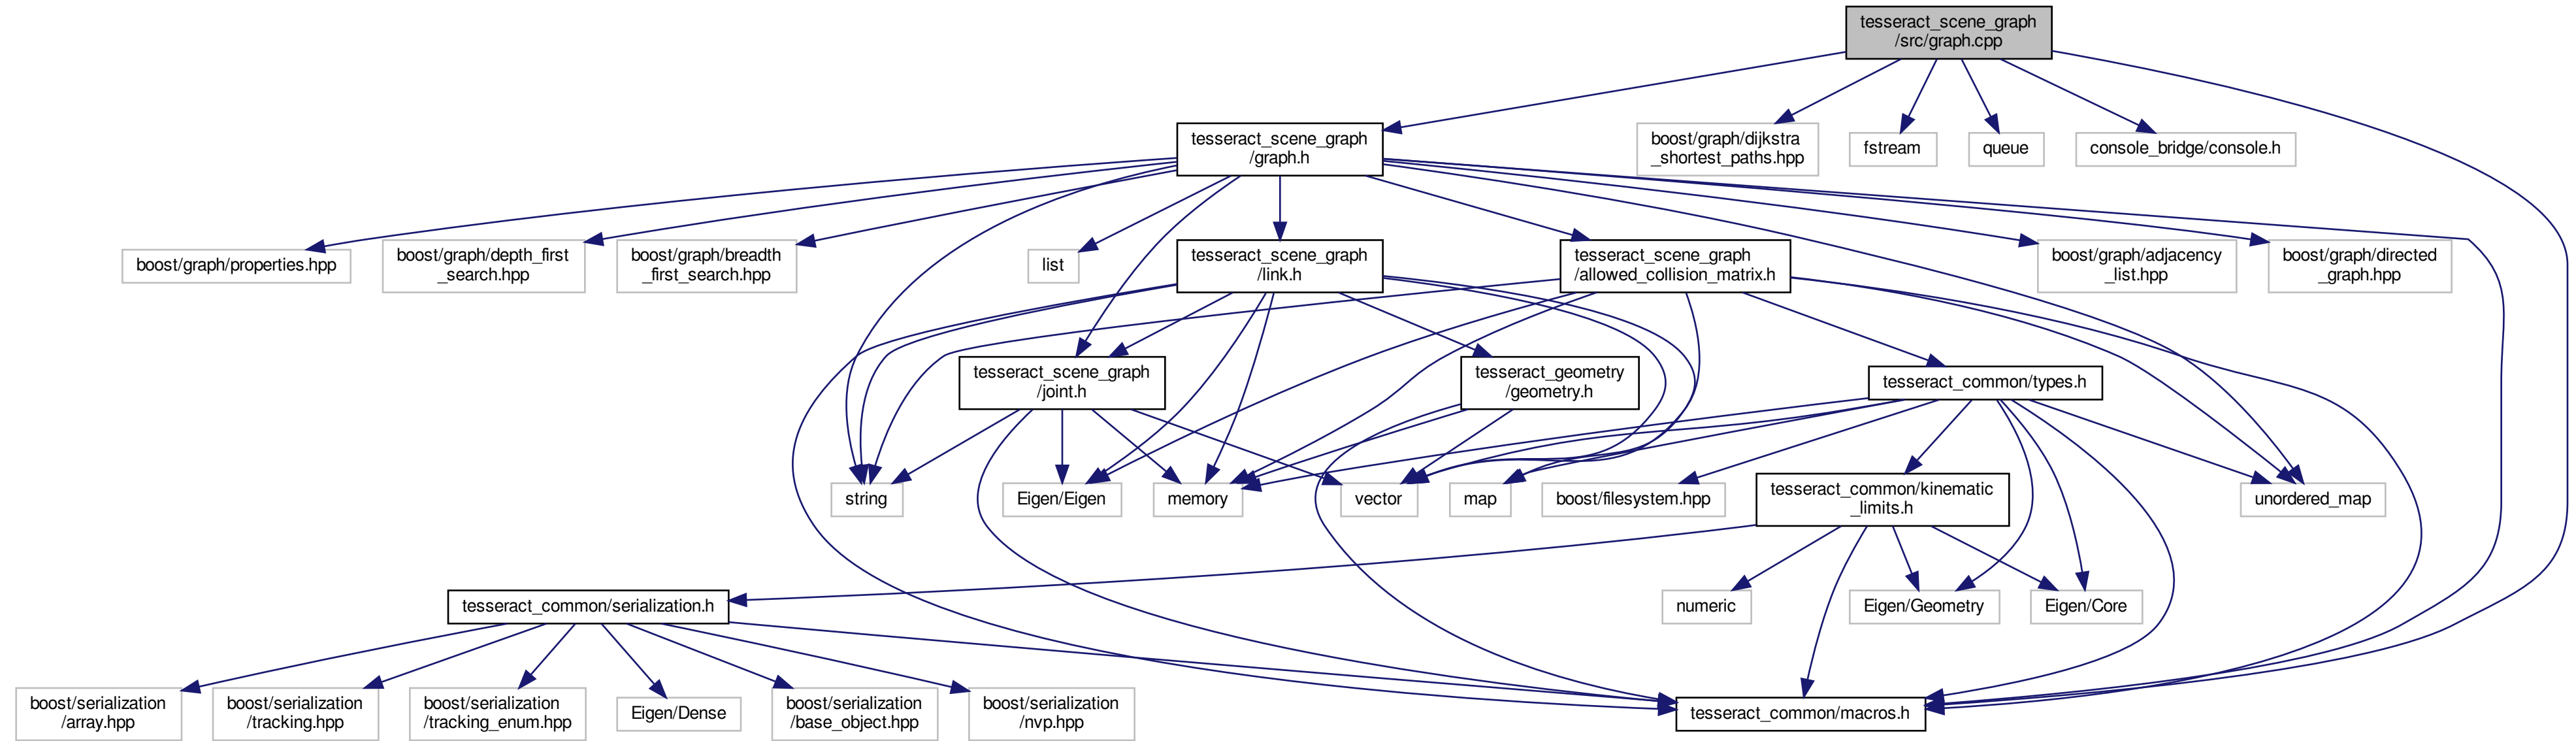 tesseract_scene_graph
/src/graph.cpp
tesseract_scene_graph
/graph.h
boost/graph/dijkstra
_shortest_paths.hpp
fstream
queue
console_bridge/console.h
boost/graph/properties.hpp
boost/graph/depth_first
_search.hpp
boost/graph/breadth
_first_search.hpp
list
tesseract_scene_graph
/link.h
tesseract_scene_graph
/allowed_collision_matrix.h
boost/graph/adjacency
_list.hpp
boost/graph/directed
_graph.hpp
tesseract_scene_graph
/joint.h
tesseract_geometry
/geometry.h
tesseract_common/types.h
string
Eigen/Eigen
memory
vector
map
boost/filesystem.hpp
tesseract_common/kinematic
_limits.h
unordered_map
tesseract_common/serialization.h
numeric
Eigen/Geometry
Eigen/Core
boost/serialization
/array.hpp
boost/serialization
/tracking.hpp
boost/serialization
/tracking_enum.hpp
Eigen/Dense
boost/serialization
/base_object.hpp
boost/serialization
/nvp.hpp
tesseract_common/macros.h